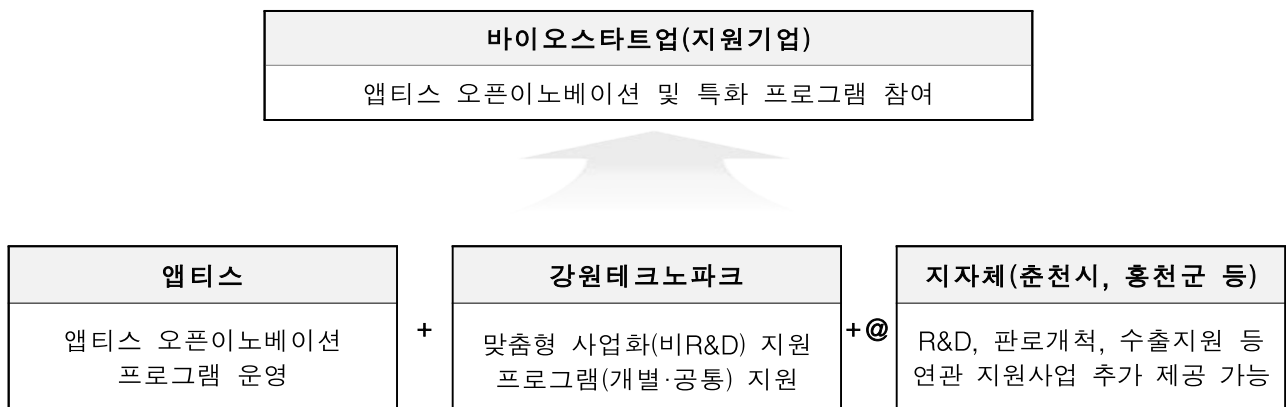 바이오스타트업(지원기업)
앱티스 오픈이노베이션 및 특화 프로그램 참여
앱티스
앱티스 오픈이노베이션
프로그램 운영
+
강원테크노파크
맞춤형 사업화(비R&D) 지원
프로그램(개별·공통) 지원
+@
지자체(춘천시, 홍천군 등)
R&D, 판로개척, 수출지원 등
연관 지원사업 추가 제공 가능